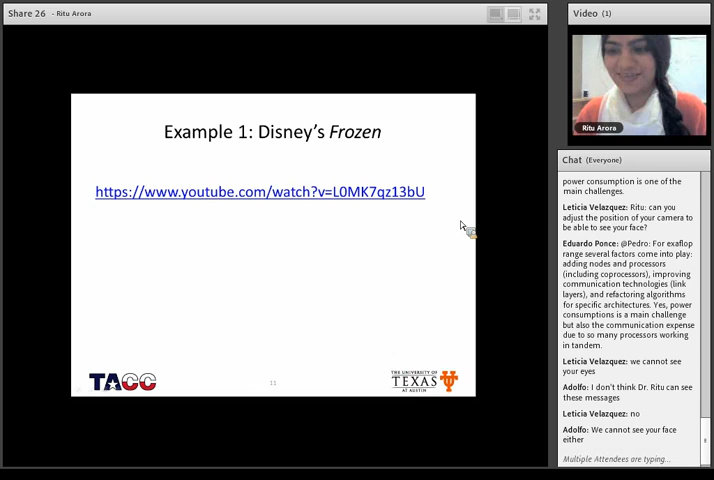 Share 26 - Ritu Arora
Example 1: Disney's Frozen
https://www.youtube.com/watch?v=L0MK7qz13bU
TACC
11
THE UNIVERSITY OF
TEXAS
AT AUSTIN
Video (1)
Ritu Arora
Chat (Everyone)
power consumption is one of the
main challenges.
Leticia Velazquez: Ritu: can you
adjust the position of your camera to
be able to see your face?
Eduardo Ponce: @Pedro: For exaflop
range several factors come into play:
adding nodes and processors
(including coprocessors), improving
communication technologies (link
layers), and refactoring algorithms
for specific architectures. Yes, power
consumptions is a main challenge
but also the communication expense
due to so many processors working
in tandem.
Leticia Velazquez: we cannot see
your eyes
Adolfo: I don't think Dr. Ritu can see
these messages
Leticia Velazquez: no
Adolfo: We cannot see your face
either
Multiple Attendees are typing...